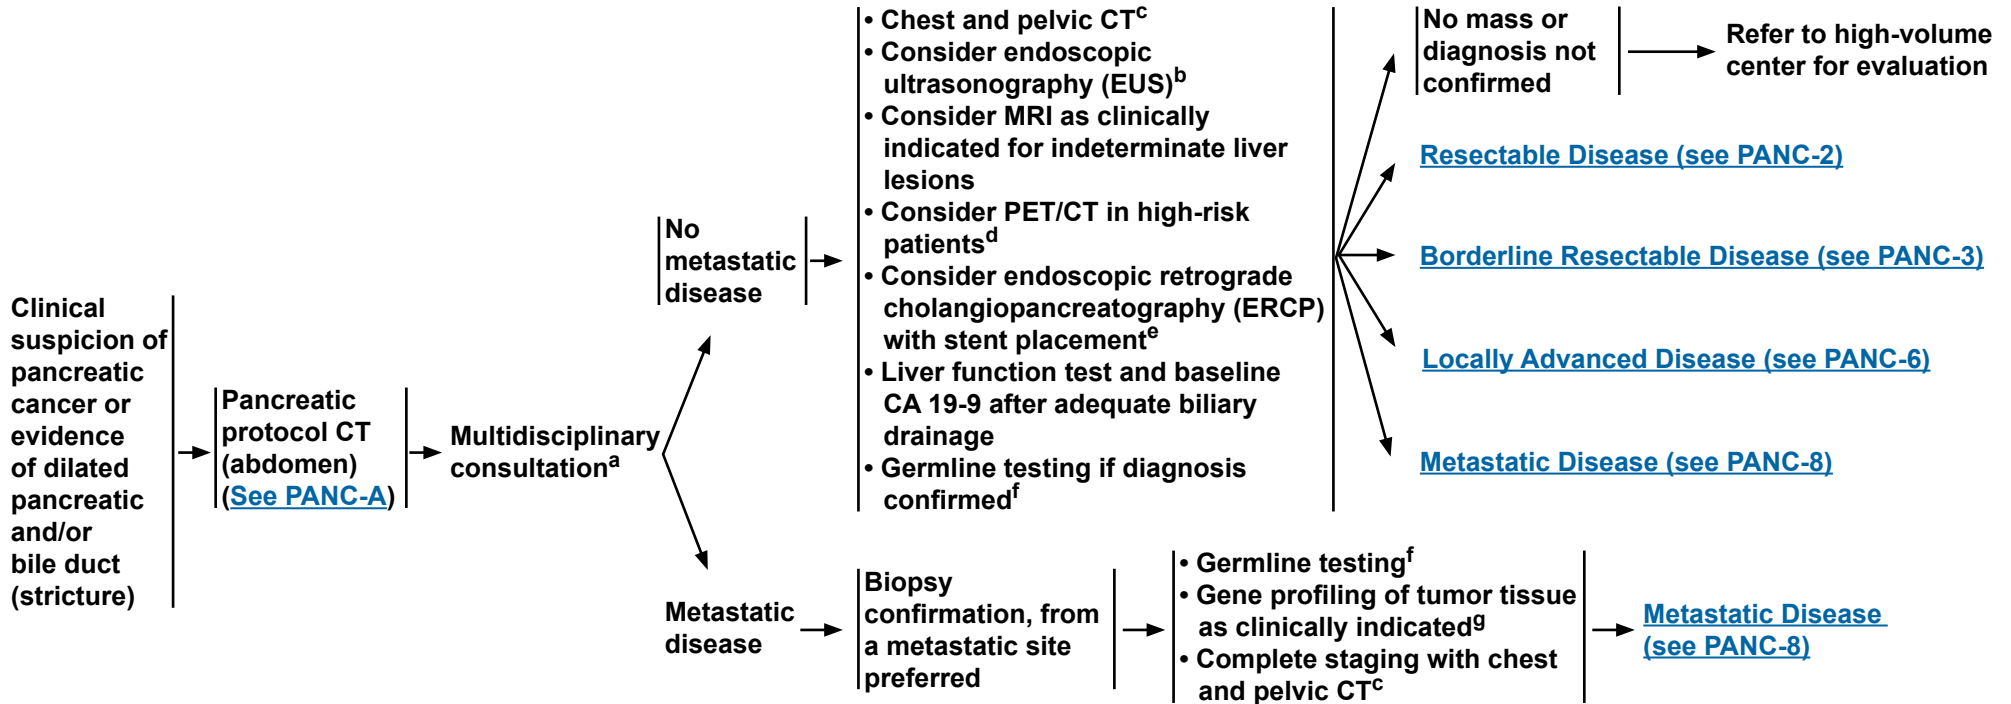 Clinical
suspicion of
pancreatic
cancer or
evidence
of dilated
pancreatic
and/or
bile duct
(stricture)
Pancreatic
protocol CT
(abdomen)
(See PANC-A)
Multidisciplinary
consultationa
No
metastatic
disease
• Chest and pelvic CTc
• Consider endoscopic
ultrasonography (EUS)b
• Consider MRI as clinically
indicated for indeterminate liver
lesions
• Consider PET/CT in high-risk
patientsd
• Consider endoscopic retrograde
cholangiopancreatography (ERCP)
with stent placemente
• Liver function test and baseline
CA 19-9 after adequate biliary
drainage
• Germline testing if diagnosis
confirmedf
No mass or
diagnosis not
confirmed
Refer to high-volume
center for evaluation
Resectable Disease (see PANC-2)
Borderline Resectable Disease (see PANC-3)
Locally Advanced Disease (see PANC-6)
Metastatic Disease (see PANC-8)
Metastatic
disease
Biopsy
confirmation, from
a metastatic site
preferred
• Germline testingf
• Gene profiling of tumor tissue
as clinically indicatedg
• Complete staging with chest
and pelvic CTc
Metastatic Disease
(see PANC-8)